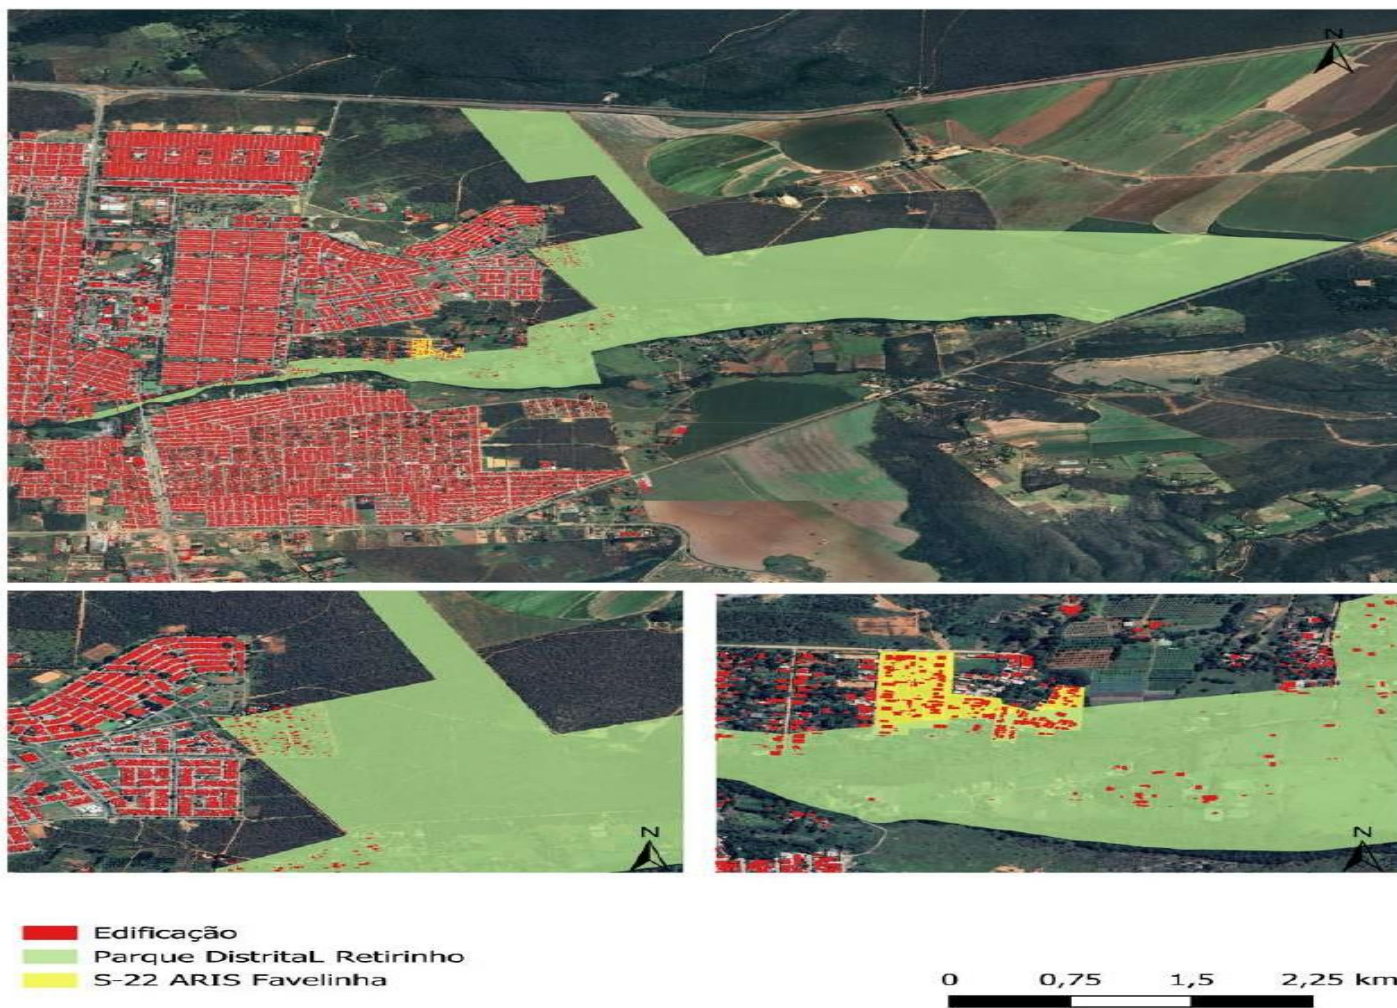 N
N
N
Edificação
Parque DistritaL Retirinho
S-22 ARIS Favelinha
0 0,75 1,5 2,25 km